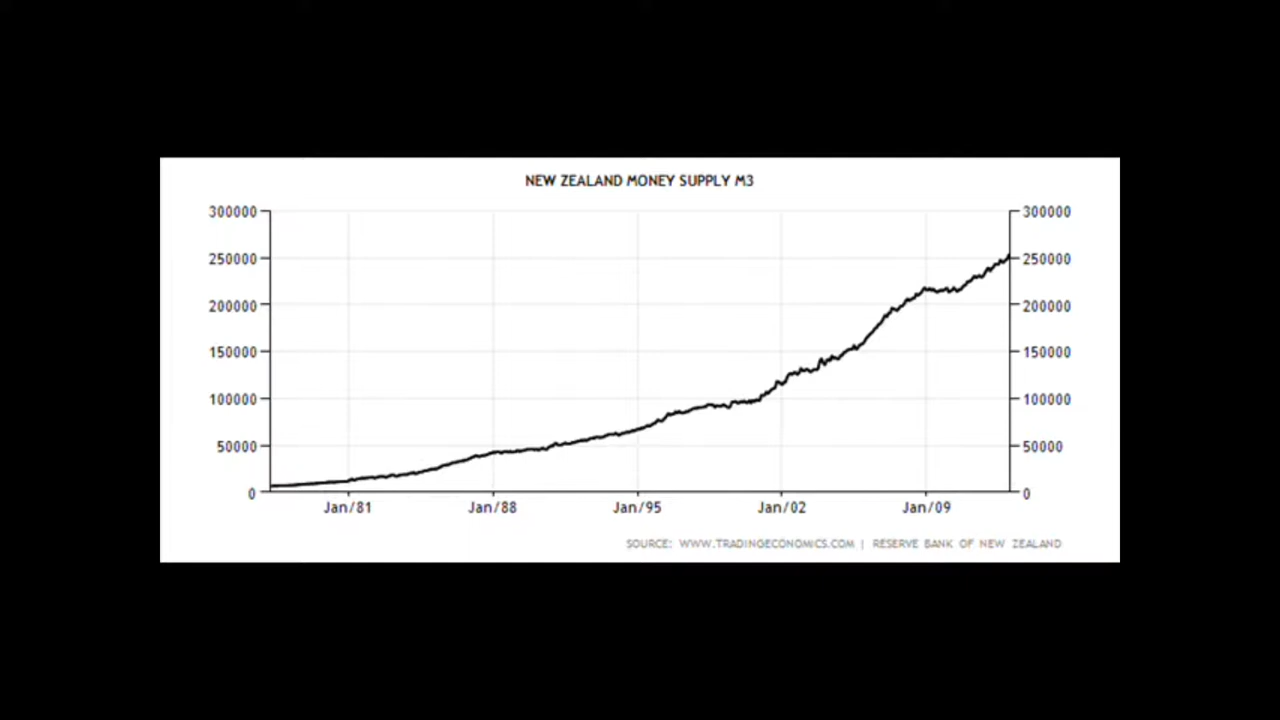 NEW ZEALAND MONEY SUPPLY M3
300000 300000
250000 250000
200000 200000
150000 150000
100000 100000
50000 50000
0 0
Jan/81 Jan/88 Jan/95 Jan/02 Jan/09
SOURCE: WWW.TRADINGECONOMICS.COM | RESERVE BANK OF NEW ZEALAND